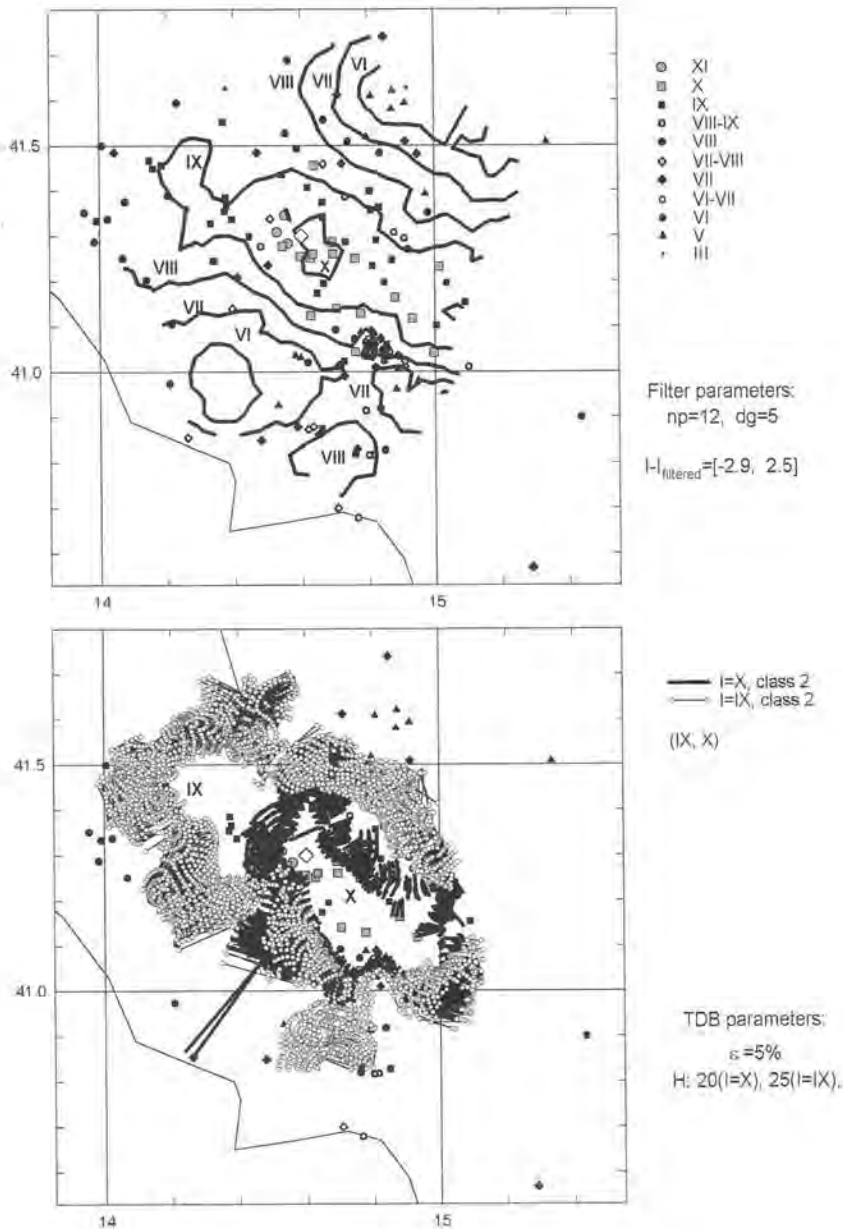 XI
X
IX
VIII-IX
VIII
VII-VIII
VII
VI-VII
VI
V
III
VIII
VII
VI
41.5
IX
X
VIII
VII
VI
41.0
VII
VIII
14
15
Filter parameters:
np=12, dg=5
I-Ifiltered=[-2.9, 2.5]
I=X, class 2
I=IX, class 2
(IX, X)
41.5
IX
X
41.0
14
15
TDB parameters:
ε=5%
H: 20(I=X), 25(I=IX).